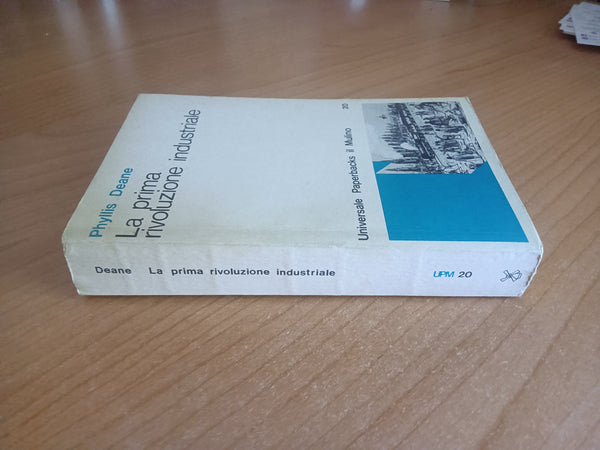 Phyllis Deane
La prima
rivoluzione industriale
Universale Paperbacks il Mulino
20
Deane La prima rivoluzione industriale
UPM 20